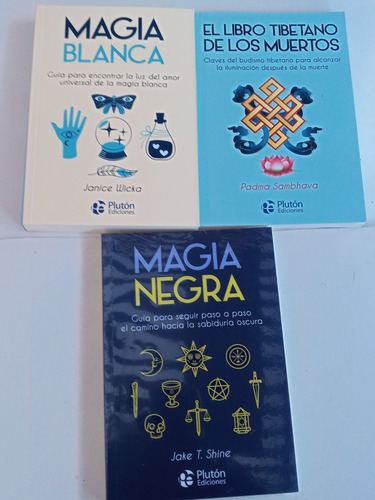 MAGIA
BLANCA
Guía para encontrar la luz del amor
universal de la magia blanca
Janice Wicka
Plutón
Ediciones
EL LIBRO TIBETANO
DE LOS MUERTOS
Claves del budismo tibetano para alcanzar
la iluminación después de la muerte
Padma Sambhava
Plutón
Ediciones
MAGIA
NEGRA
Guía para seguir paso a paso
el camino hacia la sabiduría oscura
Jake T. Shine
Plutón
Ediciones